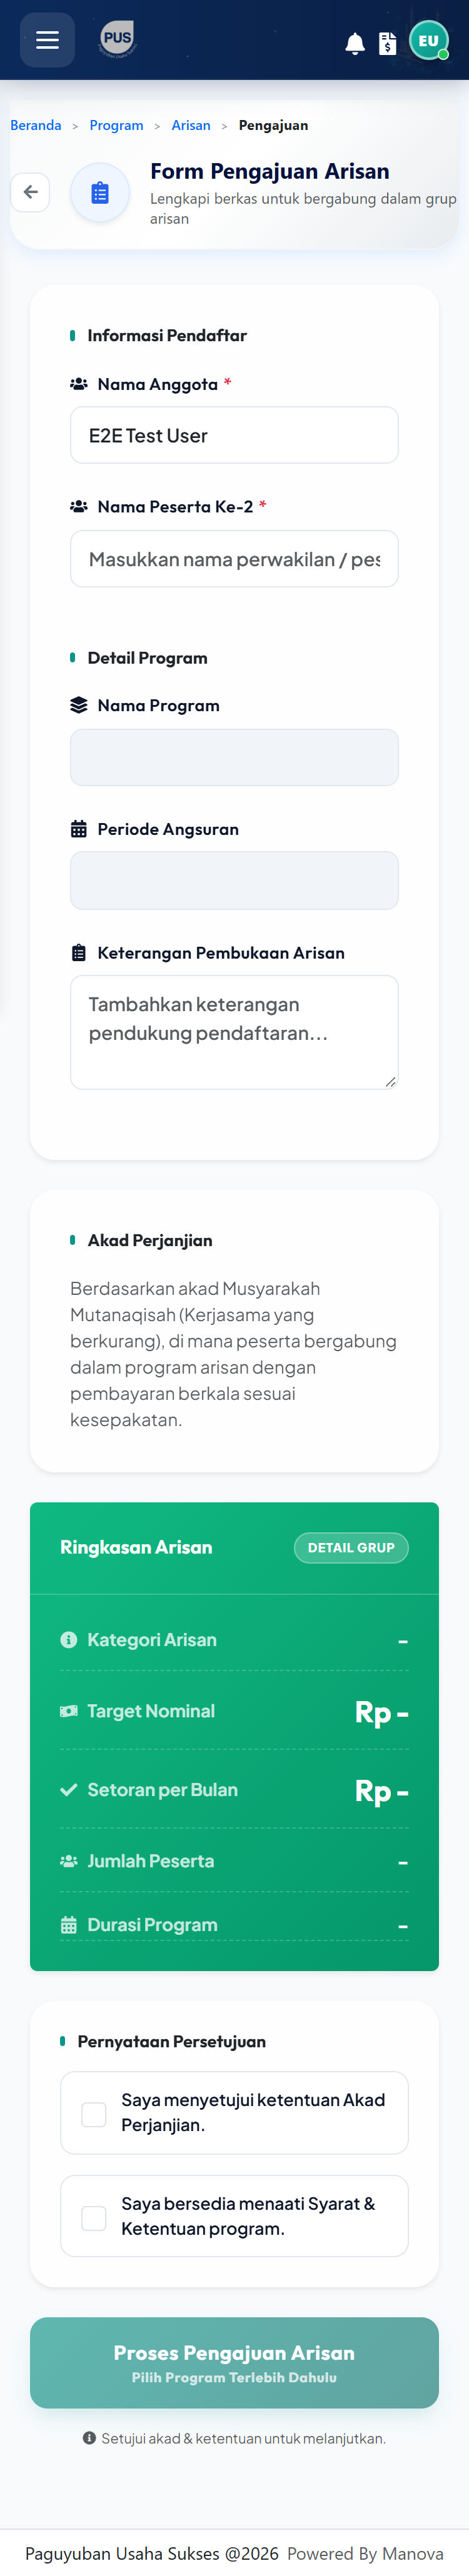 PUS
EU
Beranda > Program > Arisan > Pengajuan
Form Pengajuan Arisan
Lengkapi berkas untuk bergabung dalam grup
arisan
Informasi Pendaftar
Nama Anggota *
E2E Test User
Nama Peserta Ke-2 *
Masukkan nama perwakilan / pes
Detail Program
Nama Program
Periode Angsuran
Keterangan Pembukaan Arisan
Tambahkan keterangan
pendukung pendaftaran...
Akad Perjanjian
Berdasarkan akad Musyarakah
Mutanaqisah (Kerjasama yang
berkurang), di mana peserta bergabung
dalam program arisan dengan
pembayaran berkala sesuai
kesepakatan.
Ringkasan Arisan DETAIL GRUP
Kategori Arisan -
Target Nominal Rp -
Setoran per Bulan Rp -
Jumlah Peserta -
Durasi Program -
Pernyataan Persetujuan
Saya menyetujui ketentuan Akad
Perjanjian.
Saya bersedia menaati Syarat &
Ketentuan program.
Proses Pengajuan Arisan
Pilih Program Terlebih Dahulu
Setujui akad & ketentuan untuk melanjutkan.
Paguyuban Usaha Sukses @2026 Powered By Manova